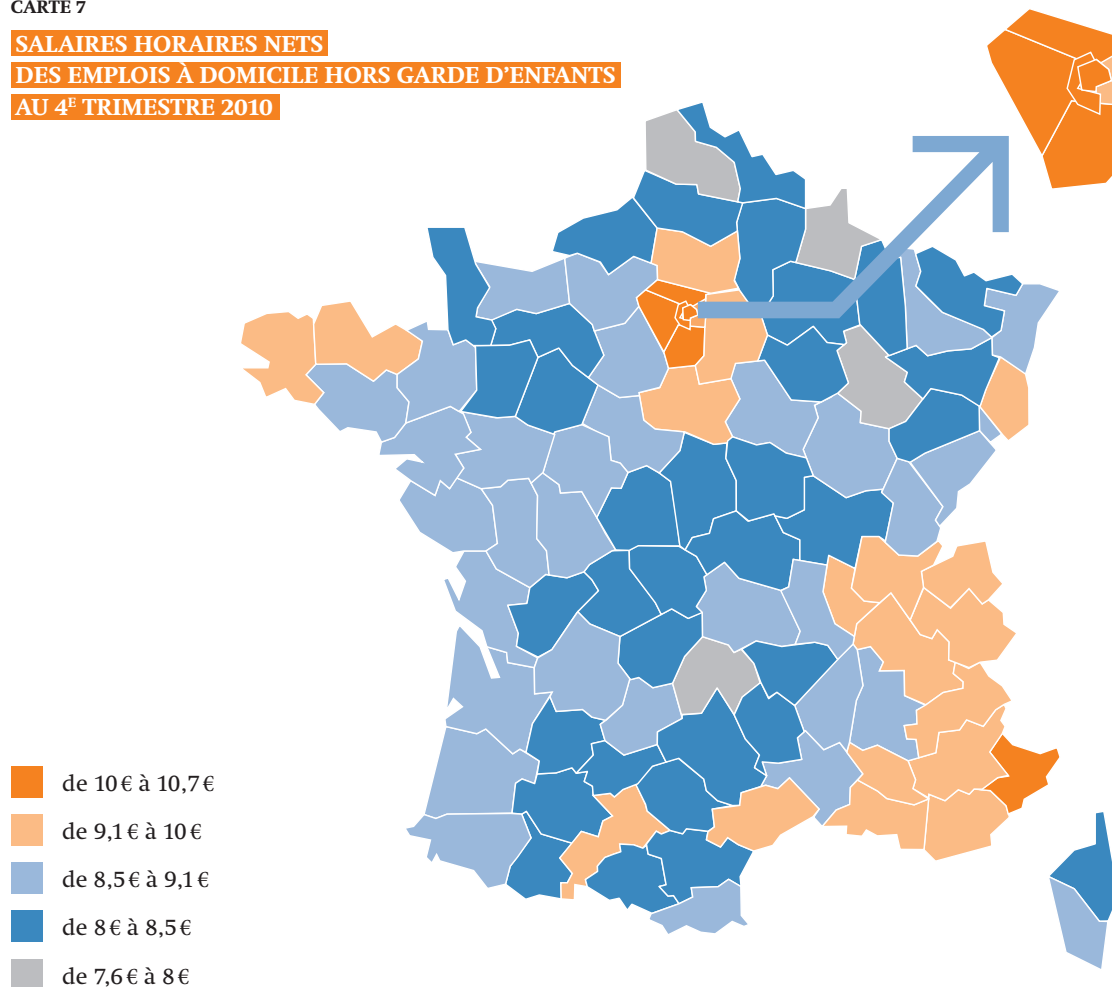 CARTE 7
SALAIRES HORAIRES NETS
DES EMPLOIS À DOMICILE HORS GARDE D'ENFANTS
AU 4E TRIMESTRE 2010
de 10 € à 10,7 €
de 9,1 € à 10 €
de 8,5 € à 9,1 €
de 8 € à 8,5 €
de 7,6 € à 8 €